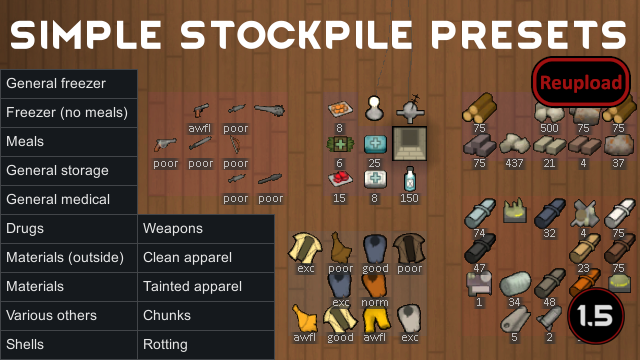 SIMPLE STOCKPILE PRESETS
Reupload
General freezer
Freezer (no meals)
Meals
General storage
General medical
Drugs Weapons
Materials (outside) Clean apparel
Materials Tainted apparel
Various others Chunks
Shells Rotting
awfl poor
poor poor poor
poor poor
8
6 25
15 8 150
75 500 75 75
75 437 21 4 37
exc poor good poor
exc norm
awfl good awfl exc
74 32 4 75
47 23 75
1 34 48
5 2
1.5